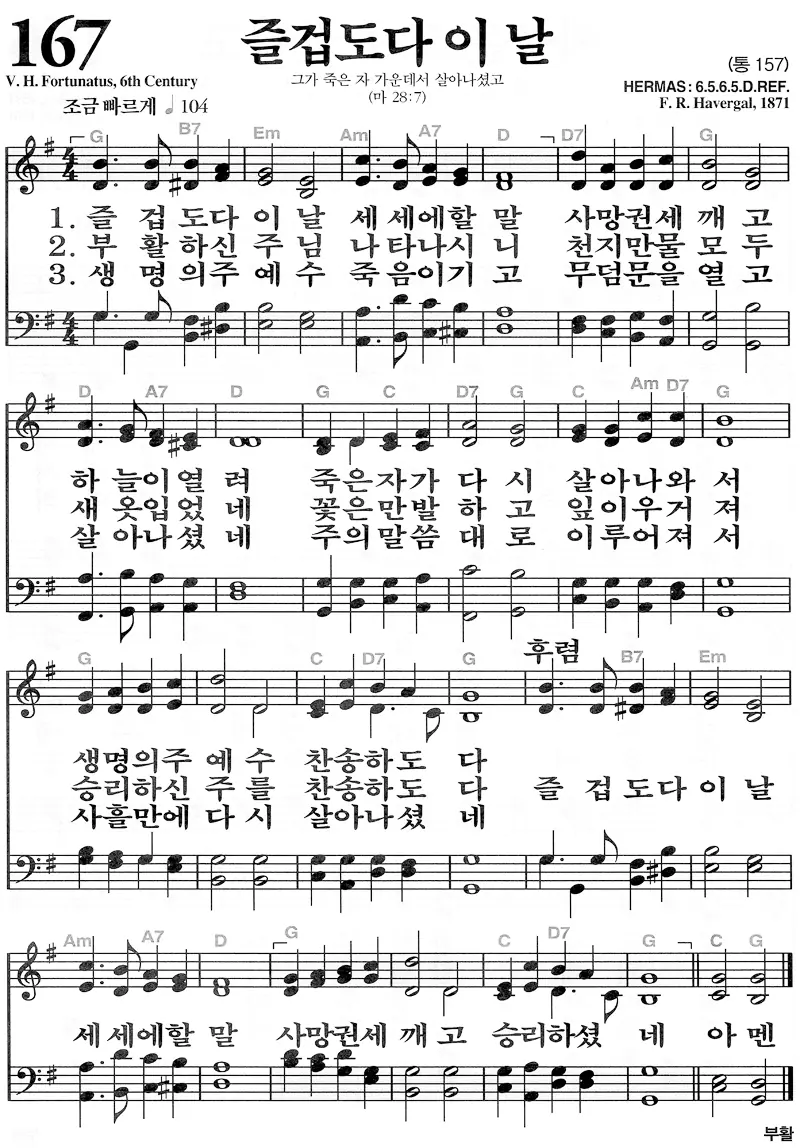 167
즐겁도다 이 날
(통 157)
V. H. Fortunatus, 6th Century
그가 죽은 자 가운데서 살아나셨고
(마 28:7)
HERMAS: 6.5.6.5.D.REF.
F. R. Havergal, 1871
조금 빠르게 ♩ 104
G B7 Em Am A7 D D7 G
1. 즐 겁 도다 이 날 세 세에할 말 사망권세 깨 고
2. 부 활 하신 주 님 나 타나시 니 천지만물 모 두
3. 생 명 의주 예 수 죽 음이기 고 무덤문을 열 고
D A7 D G C D7 G C Am D7 G
하 늘이 열 려 죽은자가 다 시 살아나와 서
새 옷입 었 네 꽃은만발 하 고 잎이우거 져
살 아나 셨 네 주의말씀 대 로 이루어져 서
G C D7 G 후렴 B7 Em
생명의주 예 수 찬송하도 다
승리하신 주 를 찬송하도 다 즐 겁 도다 이 날
사흘만에 다 시 살아나셨 네
Am A7 D G C D7 G C G
세 세에할 말 사망권세 깨 고 승리하셨 네 아 멘
부활